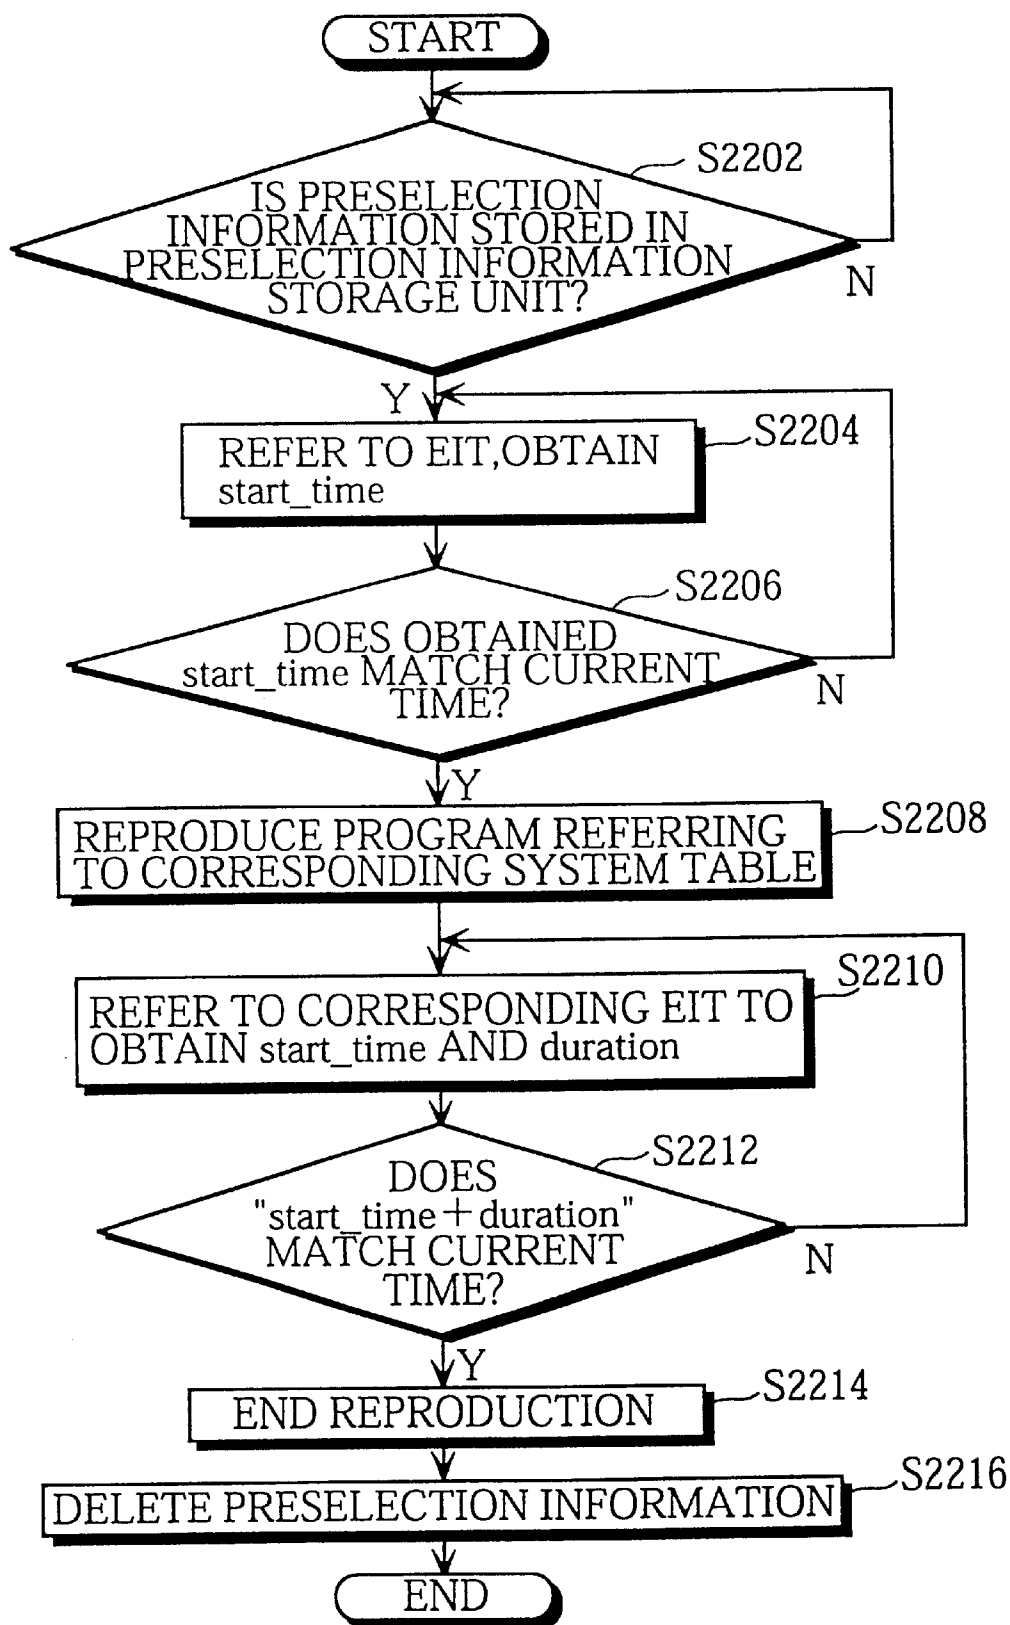 START
S2202
IS PRESELECTION
INFORMATION STORED IN
PRESELECTION INFORMATION
STORAGE UNIT?
N
Y
S2204
REFER TO EIT,OBTAIN
start_time
S2206
DOES OBTAINED
start_time MATCH CURRENT
TIME?
N
Y
S2208
REPRODUCE PROGRAM REFERRING
TO CORRESPONDING SYSTEM TABLE
S2210
REFER TO CORRESPONDING EIT TO
OBTAIN start_time AND duration
S2212
DOES
"start_time+duration"
MATCH CURRENT
TIME?
N
Y
S2214
END REPRODUCTION
S2216
DELETE PRESELECTION INFORMATION
END